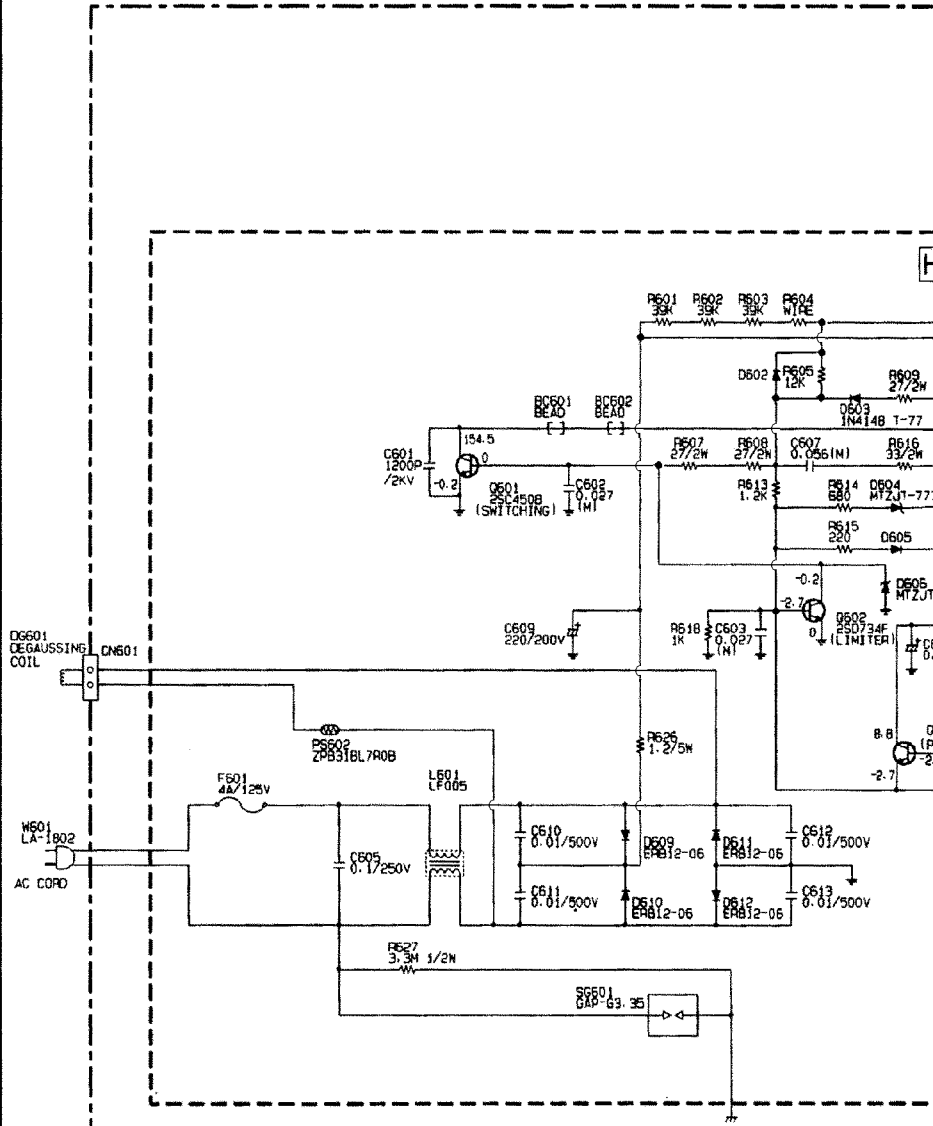 H
R601 R602 R603 R604
39K 39K 39K WIRE
D602 R605
12K
R609
27/2W
D603
1N4148 T-77
BC601 BC602
BEAD BEAD
154.5
C601
1200P
/2KV
0
-0.2
Q601
2SC4508
(SWITCHING)
C602
0.027
(M)
R607 R608 C607 R616
27/2W 27/2W 0.056(M) 33/2W
R613
1.2K
R614 D604
680 MTZJT-77
R615 D605
220
-0.2
D606
MTZJT
-2.7
0
Q602
2SD734F
(LIMITER)
R618 C603
1K 0.027
(M)
C609
220/200V
DG601
DEGAUSSING
COIL
CN601
8.8
-2.7
PS602
ZPB31BL7R0B
R626
1.2/5W
F601
4A/125V
L601
LF005
W601
LA-1802
AC CORD
C605
0.1/250V
C610
0.01/500V
D609
ERB12-06
D611
ERB12-06
C612
0.01/500V
C611
0.01/500V
D610
ERB12-06
D612
ERB12-06
C613
0.01/500V
R627
3.3M 1/2W
SG601
GAP-G3.35